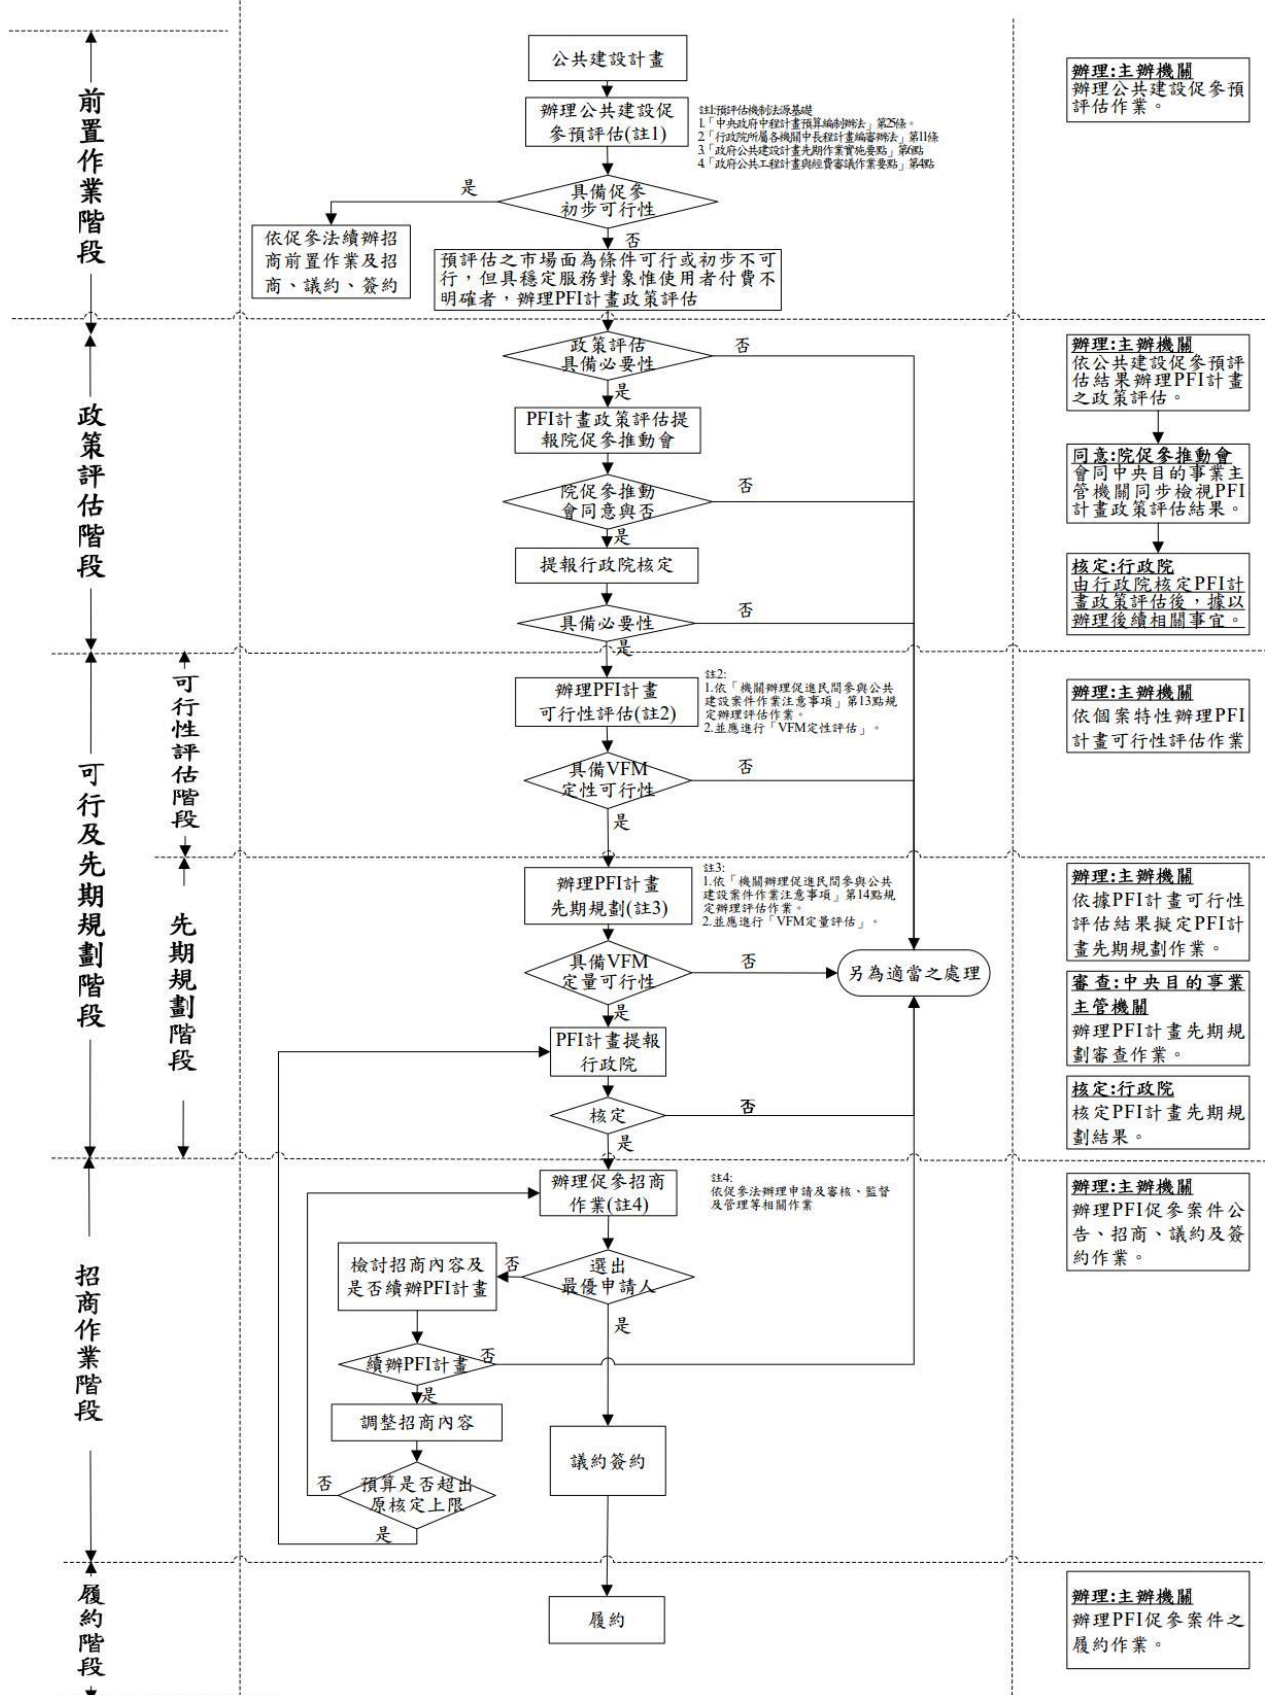 前置作業階段
公共建設計畫
辦理公共建設促
參預評估(註1)
註1:預評估機制法源基礎
1.「中央政府中程計畫預算編制辦法」第25條。
2.「行政院所屬各機關中長程計畫編審辦法」第11條
3.「政府公共建設計畫先期作業實施要點」第6點
4.「政府公共工程計畫與經費審議作業要點」第4點
具備促參
初步可行性
是
否
依促參法續辦招
商前置作業及招
商、議約、簽約
預評估之市場面為條件可行或初步不可
行，但具穩定服務對象惟使用者付費不
明確者，辦理PFI計畫政策評估
辦理:主辦機關
辦理公共建設促參預
評估作業。
政策評估階段
政策評估
具備必要性
否
是
PFI計畫政策評估提
報院促參推動會
院促參推動
會同意與否
否
是
提報行政院核定
具備必要性
否
是
辦理:主辦機關
依公共建設促參預評
估結果辦理PFI計畫
之政策評估。
同意:院促參推動會
會同中央目的事業主
管機關同步檢視PFI
計畫政策評估結果。
核定:行政院
由行政院核定PFI計
畫政策評估後，據以
辦理後續相關事宜。
可行及先期規劃階段
可行性評估階段
辦理PFI計畫
可行性評估(註2)
註2:
1.依「機關辦理促進民間參與公共
建設案件作業注意事項」第13點規
定辦理評估作業。
2.並應進行「VFM定性評估」。
具備VFM
定性可行性
否
是
辦理:主辦機關
依個案特性辦理PFI
計畫可行性評估作業
先期規劃階段
辦理PFI計畫
先期規劃(註3)
註3:
1.依「機關辦理促進民間參與公共
建設案件作業注意事項」第14點規
定辦理評估作業。
2.並應進行「VFM定量評估」。
具備VFM
定量可行性
否
是
另為適當之處理
PFI計畫提報
行政院
核定
否
是
辦理:主辦機關
依據PFI計畫可行性
評估結果擬定PFI計
畫先期規劃作業。
審查:中央目的事業
主管機關
辦理PFI計畫先期規
劃審查作業。
核定:行政院
核定PFI計畫先期規
劃結果。
招商作業階段
辦理促參招商
作業(註4)
註4:
依促參法辦理申請及審核、監督
及管理等相關作業
選出
最優申請人
否
是
檢討招商內容及
是否續辦PFI計畫
續辦PFI計畫
否
是
調整招商內容
預算是否超出
原核定上限
否
是
議約簽約
辦理:主辦機關
辦理PFI促參案件公
告、招商、議約及簽
約作業。
履約階段
履約
辦理:主辦機關
辦理PFI促參案件之
履約作業。